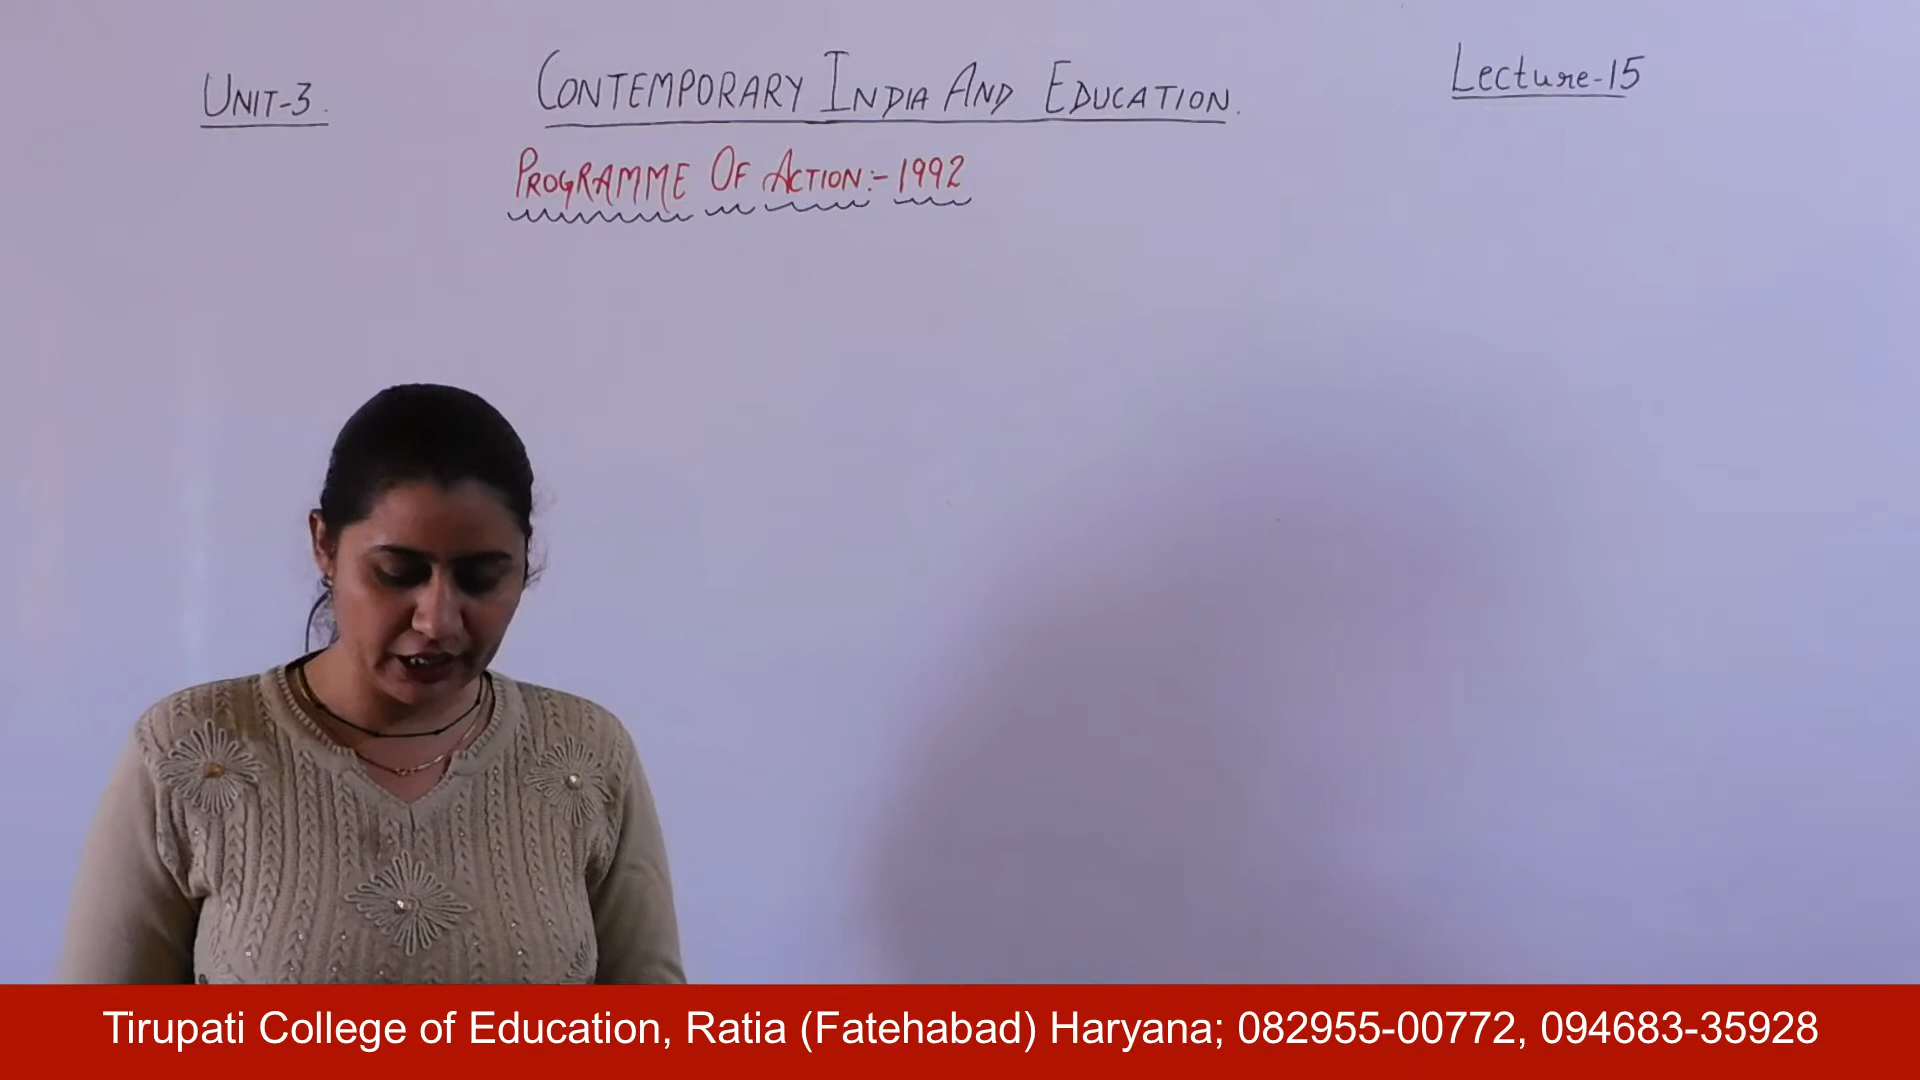 UNIT-3.
CONTEMPORARY INDIA AND EDUCATION.
Lecture-15
PROGRAMME OF ACTION:- 1992
Tirupati College of Education, Ratia (Fatehabad) Haryana; 082955-00772, 094683-35928